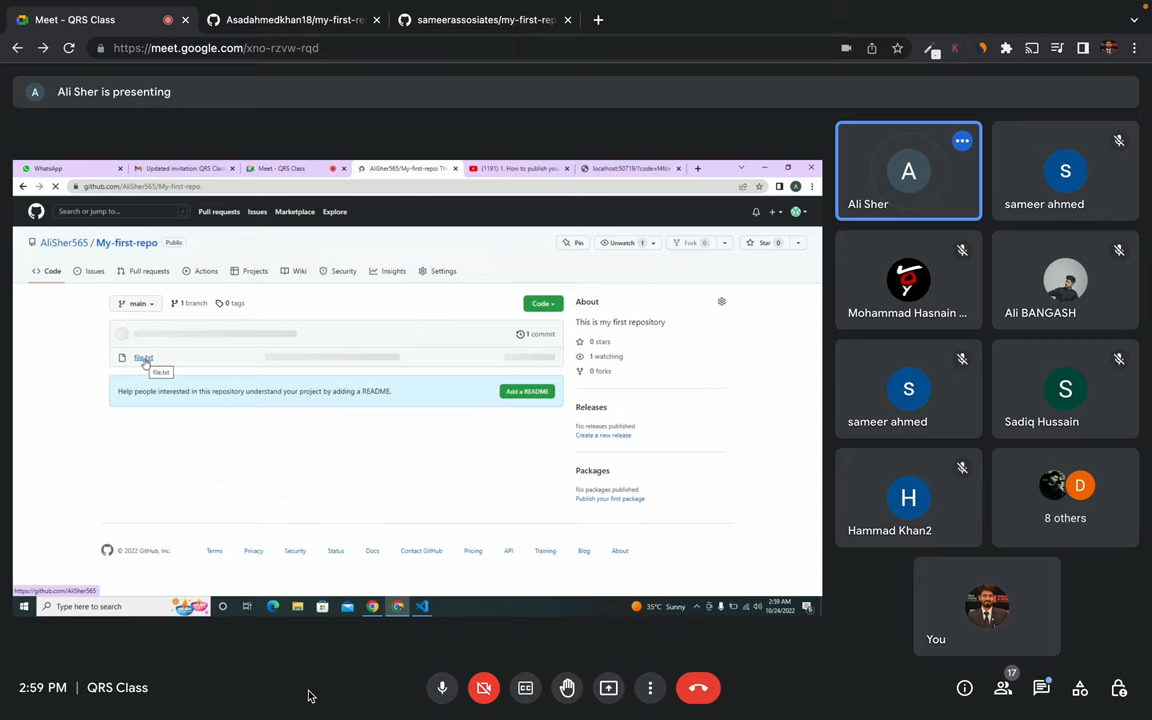 Meet - QRS Class
Asadahmedkhan18/my-first-re
sameerassosiates/my-first-rep
https://meet.google.com/xno-rzvw-rqd
K
A Ali Sher is presenting
WhatsApp
Updated invitation: QRS Clas
Meet - QRS Class
AliSher565/My-first-repo: Th
(1191) 1. How to publish you
localhost:50719/?code=f4fde
github.com/AliSher565/My-first-repo
A
Search or jump to...
/
Pull requests
Issues
Marketplace
Explore
AliSher565 / My-first-repo
Public
Pin
Unwatch 1
Fork 0
Star 0
Code
Issues
Pull requests
Actions
Projects
Wiki
Security
Insights
Settings
main
1 branch
0 tags
Code
1 commit
file.txt
file.txt
Help people interested in this repository understand your project by adding a README.
Add a README
About
This is my first repository
0 stars
1 watching
0 forks
Releases
No releases published
Create a new release
Packages
No packages published
Publish your first package
© 2022 GitHub, Inc.
Terms
Privacy
Security
Status
Docs
Contact GitHub
Pricing
API
Training
Blog
About
https://github.com/AliSher565
Type here to search
35°C Sunny
2:59 AM
10/24/2022
A
Ali Sher
s
sameer ahmed
Mohammad Hasnain ...
Ali BANGASH
s
sameer ahmed
S
Sadiq Hussain
H
Hammad Khan2
D
8 others
You
2:59 PM | QRS Class
17